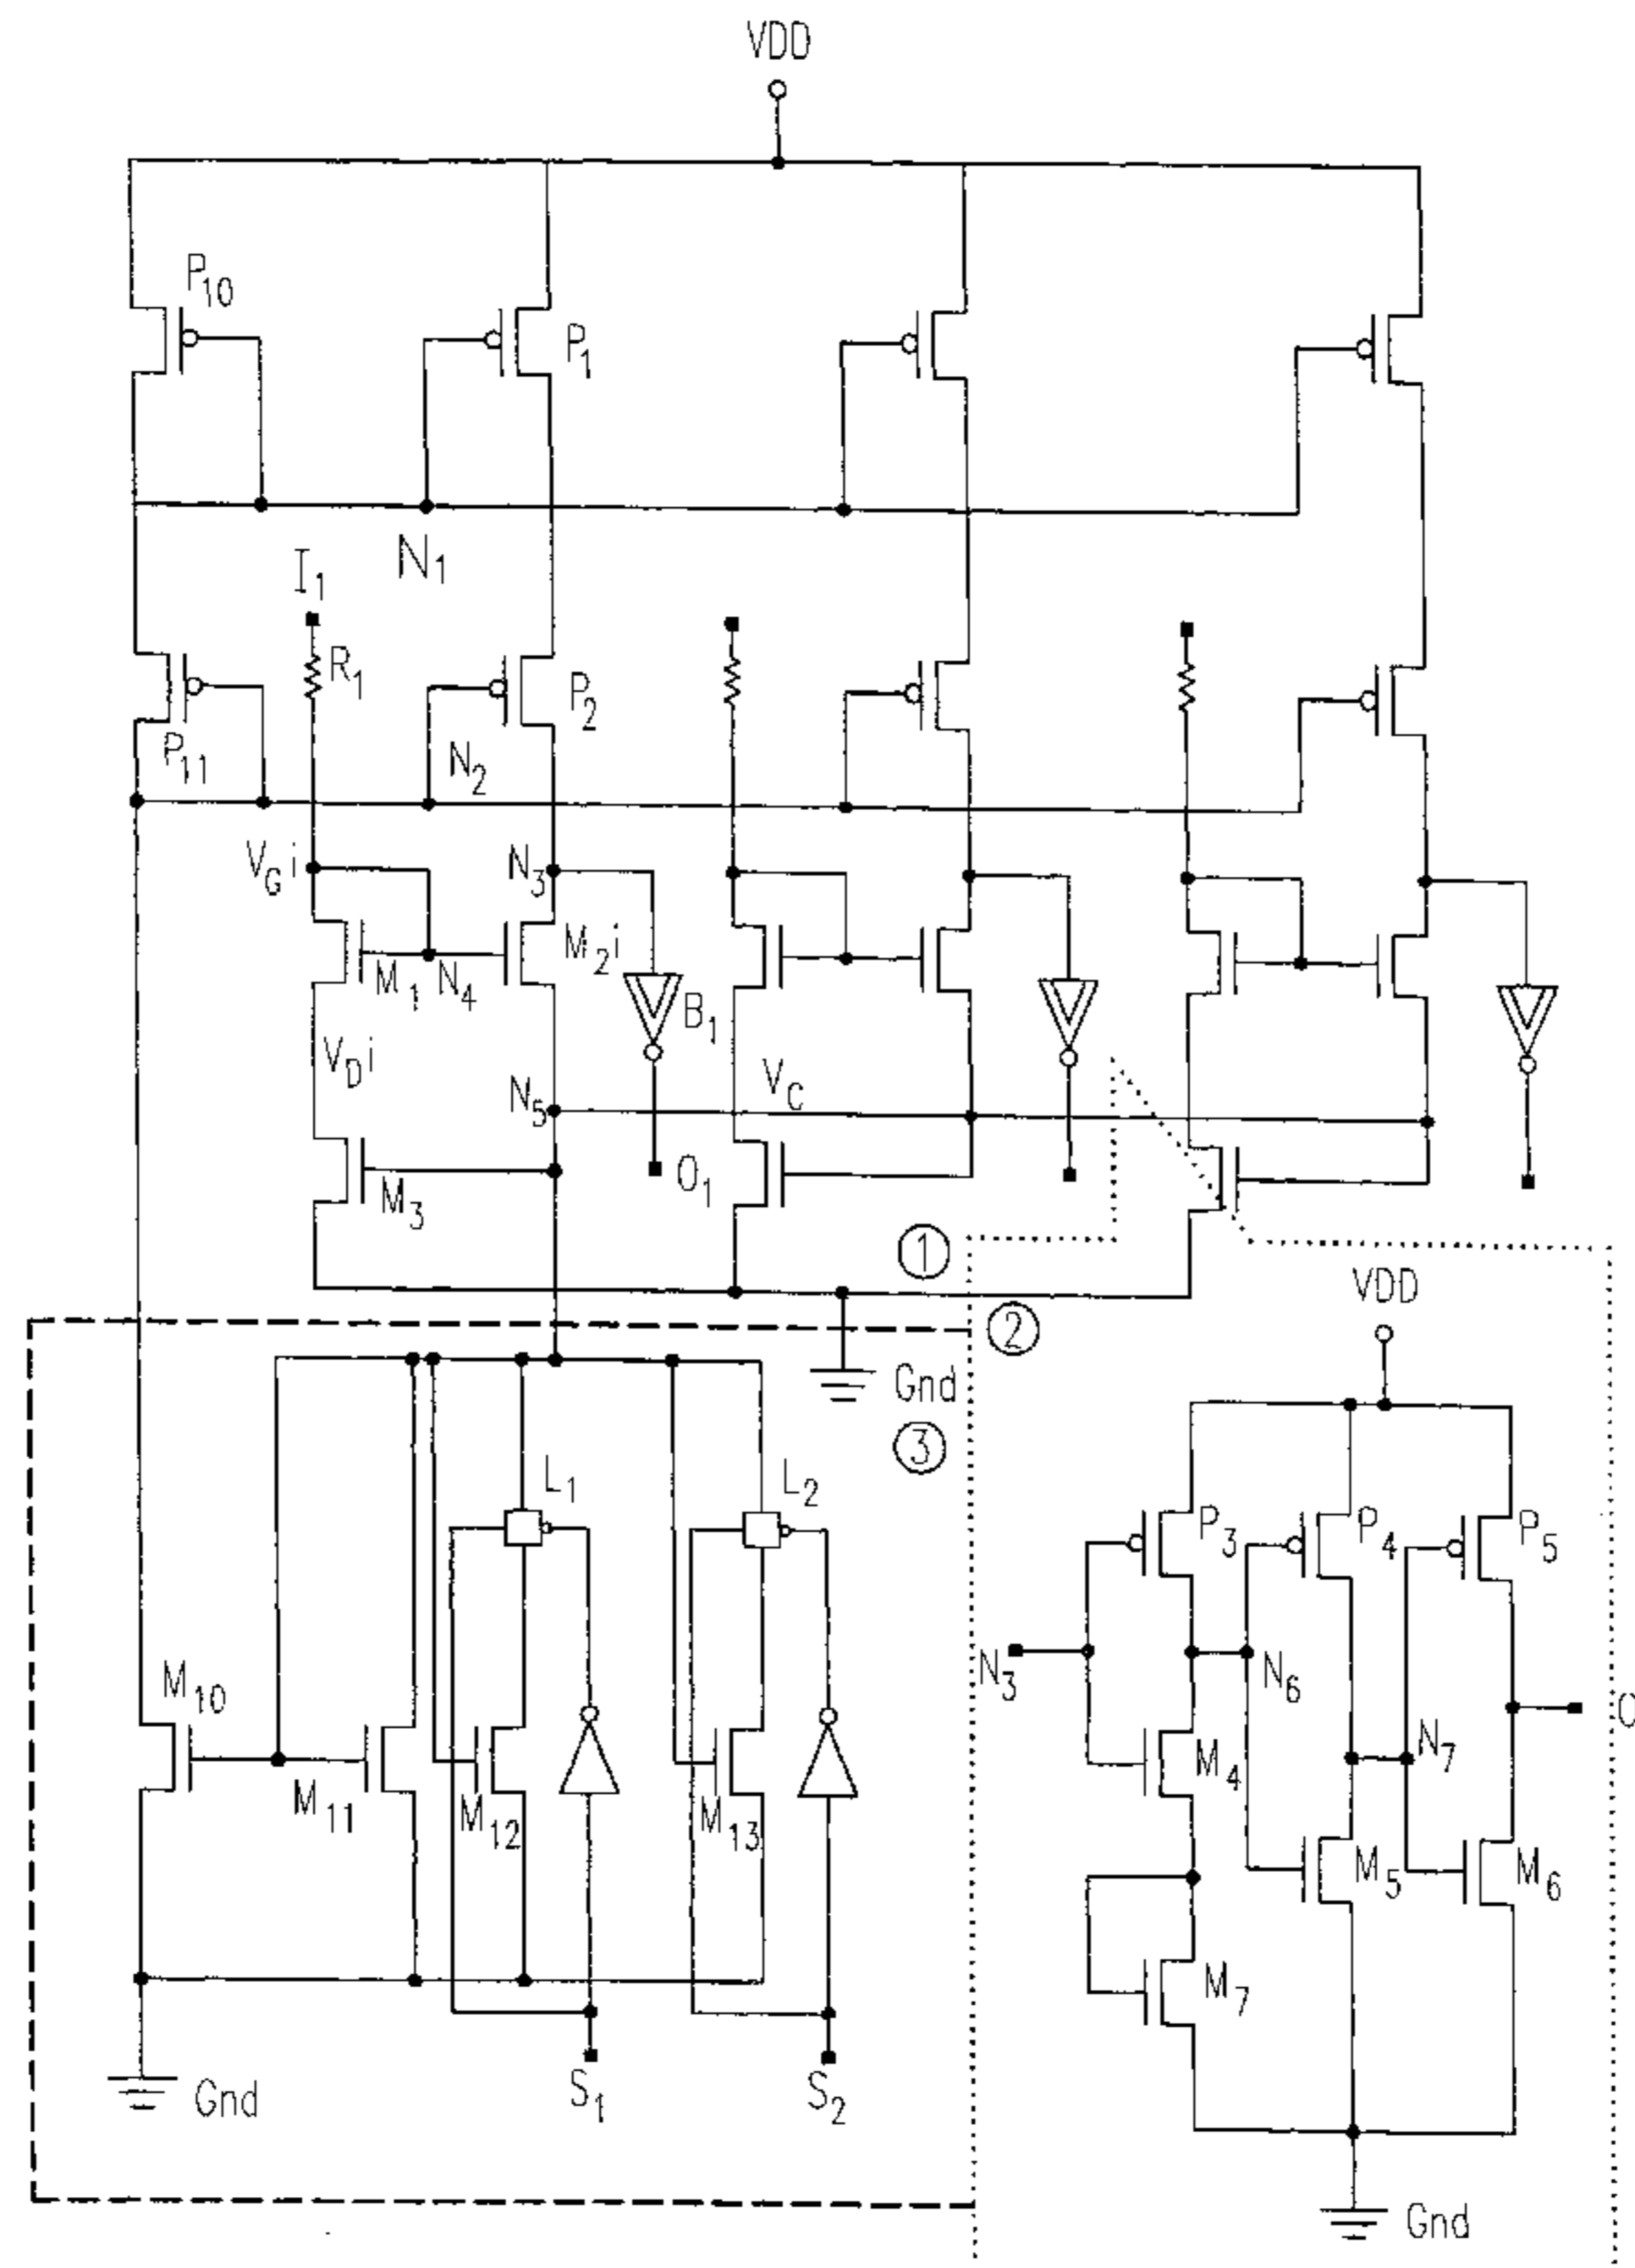 VDD
P10
P1
N1
I1
R1
P2
P11
N2
VG i
N3
M2 i
M1
N4
B1
VD i
VC
N5
O1
M3
①
②
VDD
Gnd
③
L1
L2
P3
P4
P5
N3
N6
M10
N7
O
M4
M11
M12
M13
M5
M6
M7
S1
S2
Gnd
Gnd